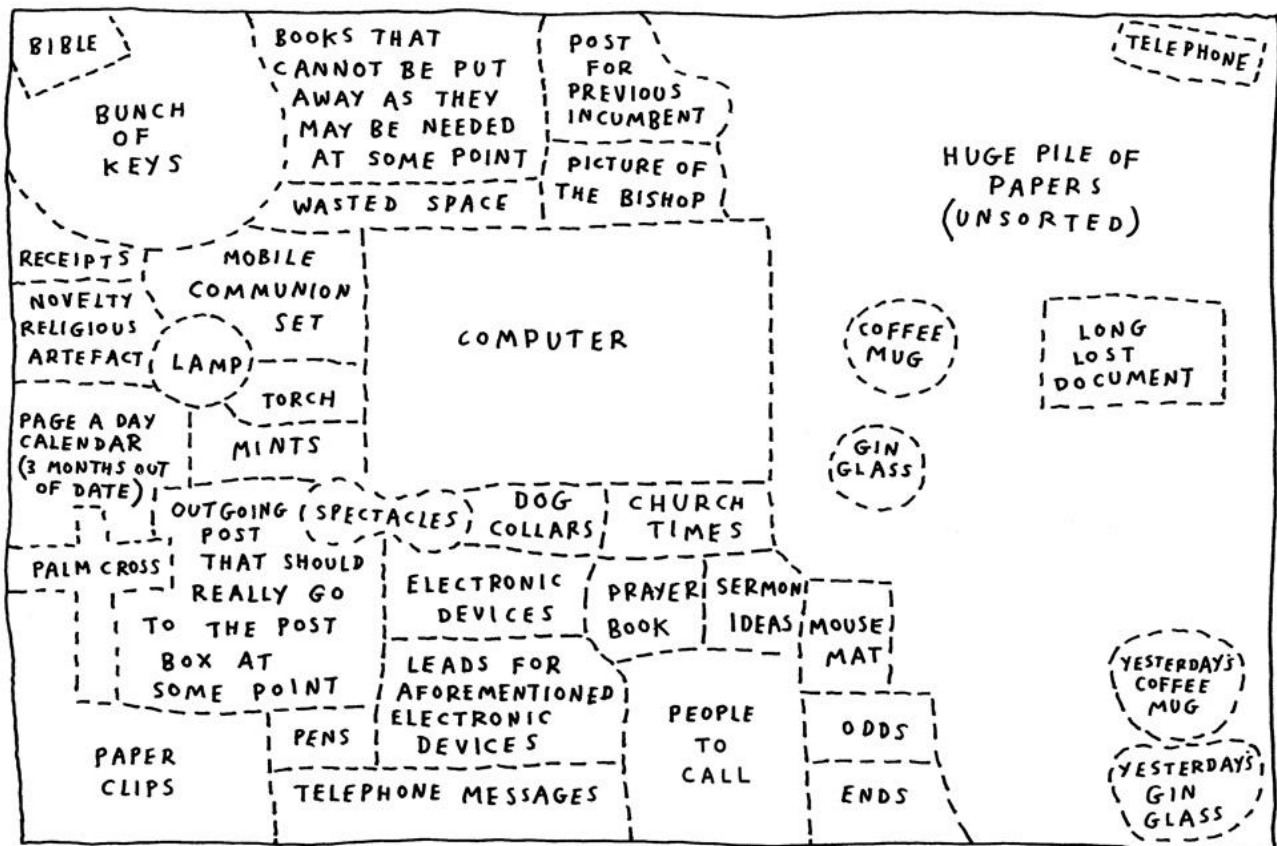 BIBLE
BUNCH
OF
KEYS
BOOKS THAT
CANNOT BE PUT
AWAY AS THEY
MAY BE NEEDED
AT SOME POINT
WASTED SPACE
POST
FOR
PREVIOUS
INCUMBENT
PICTURE OF
THE BISHOP
TELEPHONE
HUGE PILE OF
PAPERS
(UNSORTED)
RECEIPTS
NOVELTY
RELIGIOUS
ARTEFACT
MOBILE
COMMUNION
SET
LAMP
TORCH
MINTS
COMPUTER
COFFEE
MUG
LONG
LOST
DOCUMENT
GIN
GLASS
PAGE A DAY
CALENDAR
(3 MONTHS OUT
OF DATE)
OUTGOING
POST
THAT SHOULD
REALLY GO
TO THE POST
BOX AT
SOME POINT
SPECTACLES
DOG
COLLARS
CHURCH
TIMES
PALM CROSS
ELECTRONIC
DEVICES
PRAYER
BOOK
SERMON
IDEAS
MOUSE
MAT
LEADS FOR
AFOREMENTIONED
ELECTRONIC
DEVICES
PAPER
CLIPS
PENS
TELEPHONE MESSAGES
PEOPLE
TO
CALL
ODDS
ENDS
YESTERDAY'S
COFFEE
MUG
YESTERDAY'S
GIN
GLASS